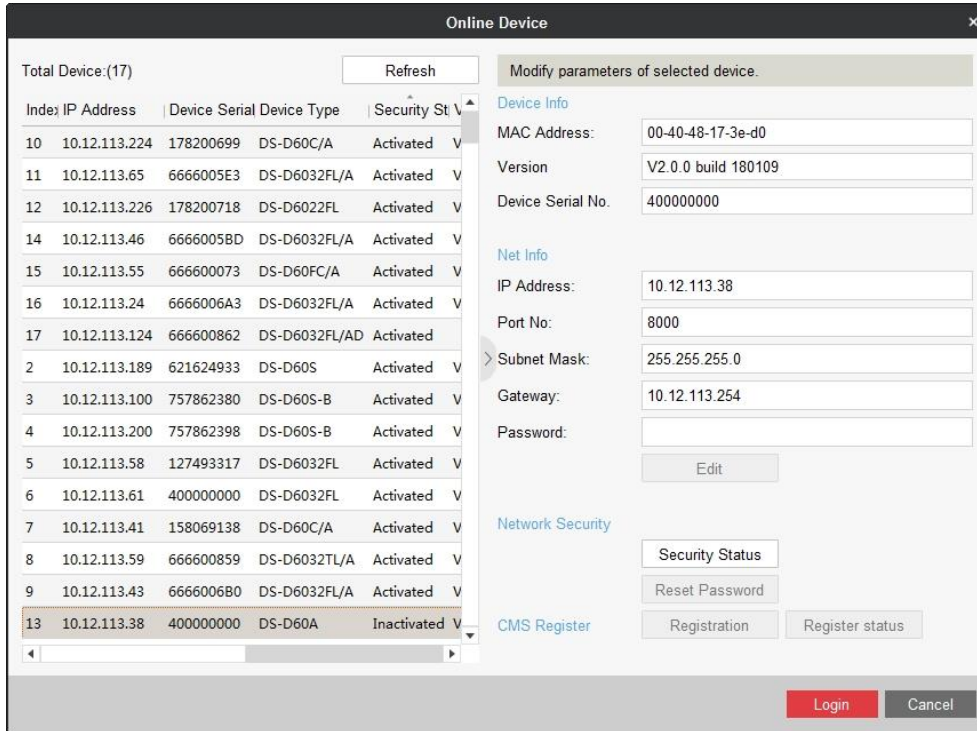 Online Device
Total Device:(17)
Refresh
Index IP Address Device Serial Device Type Security St V
10 10.12.113.224 178200699 DS-D60C/A Activated V
11 10.12.113.65 6666005E3 DS-D6032FL/A Activated V
12 10.12.113.226 178200718 DS-D6022FL Activated V
14 10.12.113.46 6666005BD DS-D6032FL/A Activated V
15 10.12.113.55 666600073 DS-D60FC/A Activated V
16 10.12.113.24 6666006A3 DS-D6032FL/A Activated V
17 10.12.113.124 666600862 DS-D6032FL/AD Activated
2 10.12.113.189 621624933 DS-D60S Activated V
3 10.12.113.100 757862380 DS-D60S-B Activated V
4 10.12.113.200 757862398 DS-D60S-B Activated V
5 10.12.113.58 127493317 DS-D6032FL Activated V
6 10.12.113.61 400000000 DS-D6032FL Activated V
7 10.12.113.41 158069138 DS-D60C/A Activated V
8 10.12.113.59 666600859 DS-D6032TL/A Activated V
9 10.12.113.43 6666006B0 DS-D6032FL/A Activated V
13 10.12.113.38 400000000 DS-D60A Inactivated V
Modify parameters of selected device.
Device Info
MAC Address: 00-40-48-17-3e-d0
Version V2.0.0 build 180109
Device Serial No. 400000000
Net Info
IP Address: 10.12.113.38
Port No: 8000
Subnet Mask: 255.255.255.0
Gateway: 10.12.113.254
Password:
Edit
Network Security
Security Status
Reset Password
CMS Register Registration Register status
Login Cancel